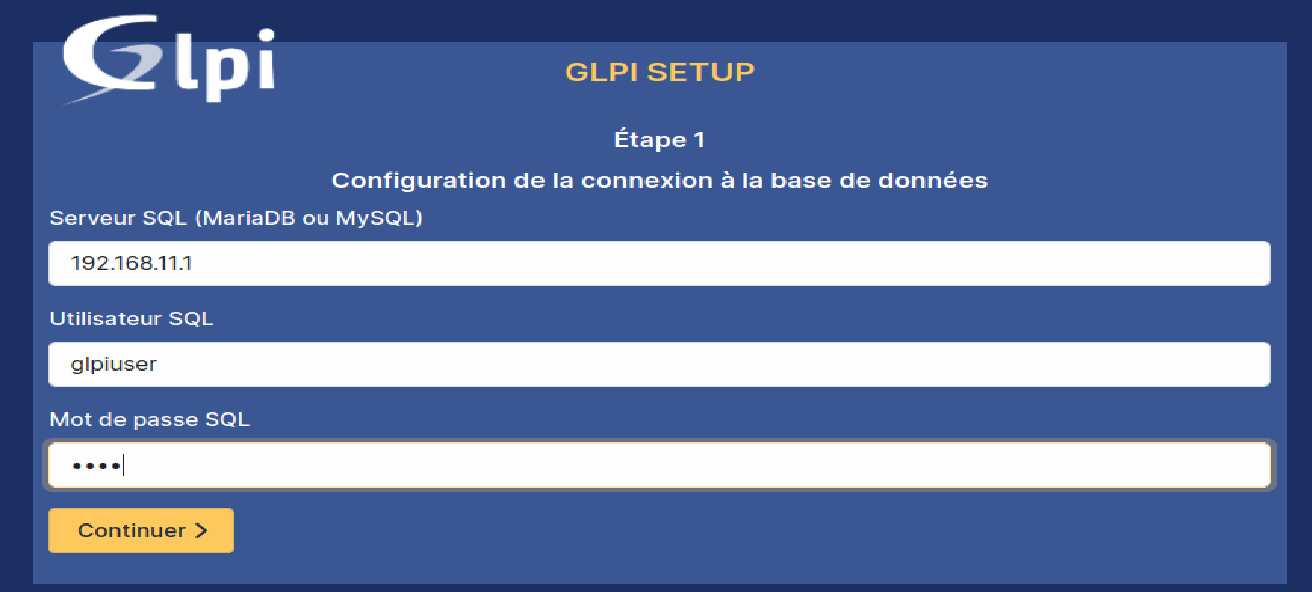 Glpi
GLPI SETUP
Étape 1
Configuration de la connexion à la base de données
Serveur SQL (MariaDB ou MySQL)
192.168.11.1
Utilisateur SQL
glpiuser
Mot de passe SQL
••••
Continuer >